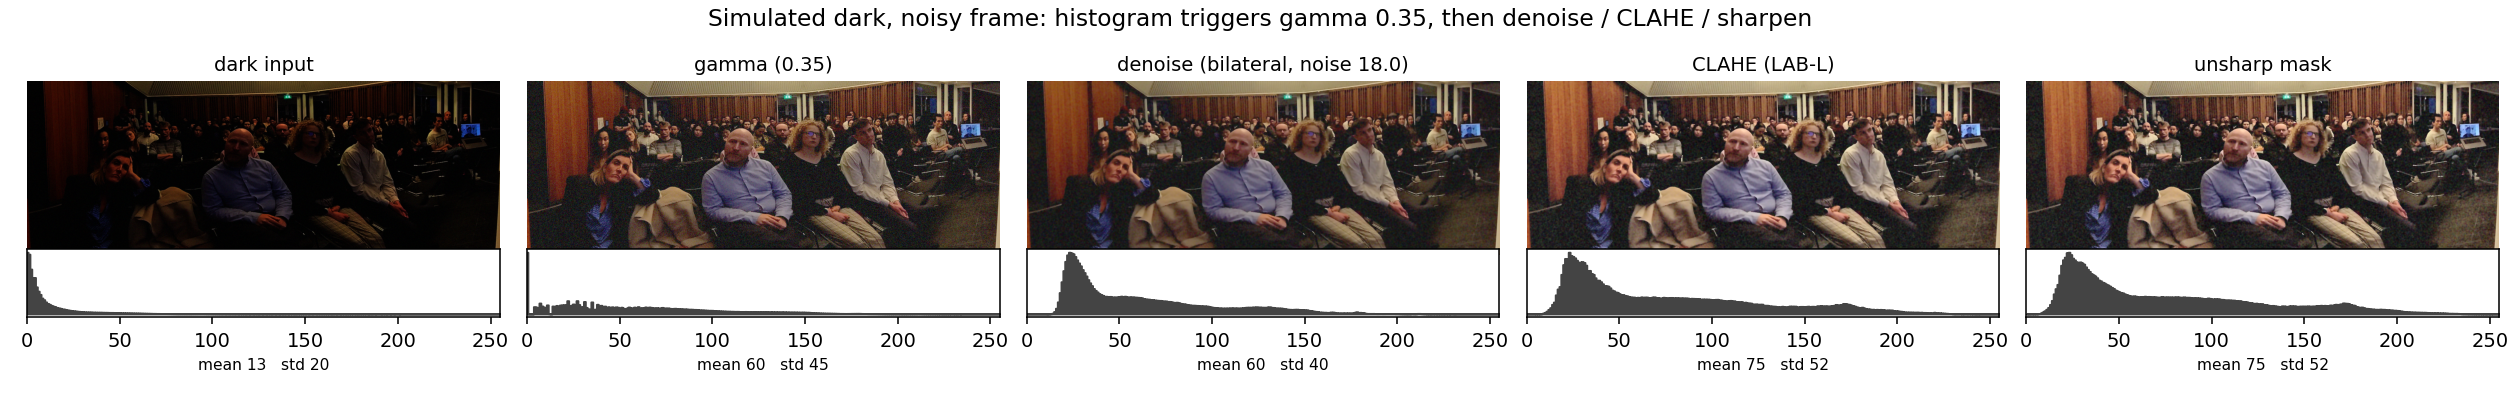 Simulated dark, noisy frame: histogram triggers gamma 0.35, then denoise / CLAHE / sharpen
dark input
gamma (0.35)
denoise (bilateral, noise 18.0)
CLAHE (LAB-L)
unsharp mask
0 50 100 150 200 250
0 50 100 150 200 250
0 50 100 150 200 250
0 50 100 150 200 250
0 50 100 150 200 250
mean 13 std 20
mean 60 std 45
mean 60 std 40
mean 75 std 52
mean 75 std 52